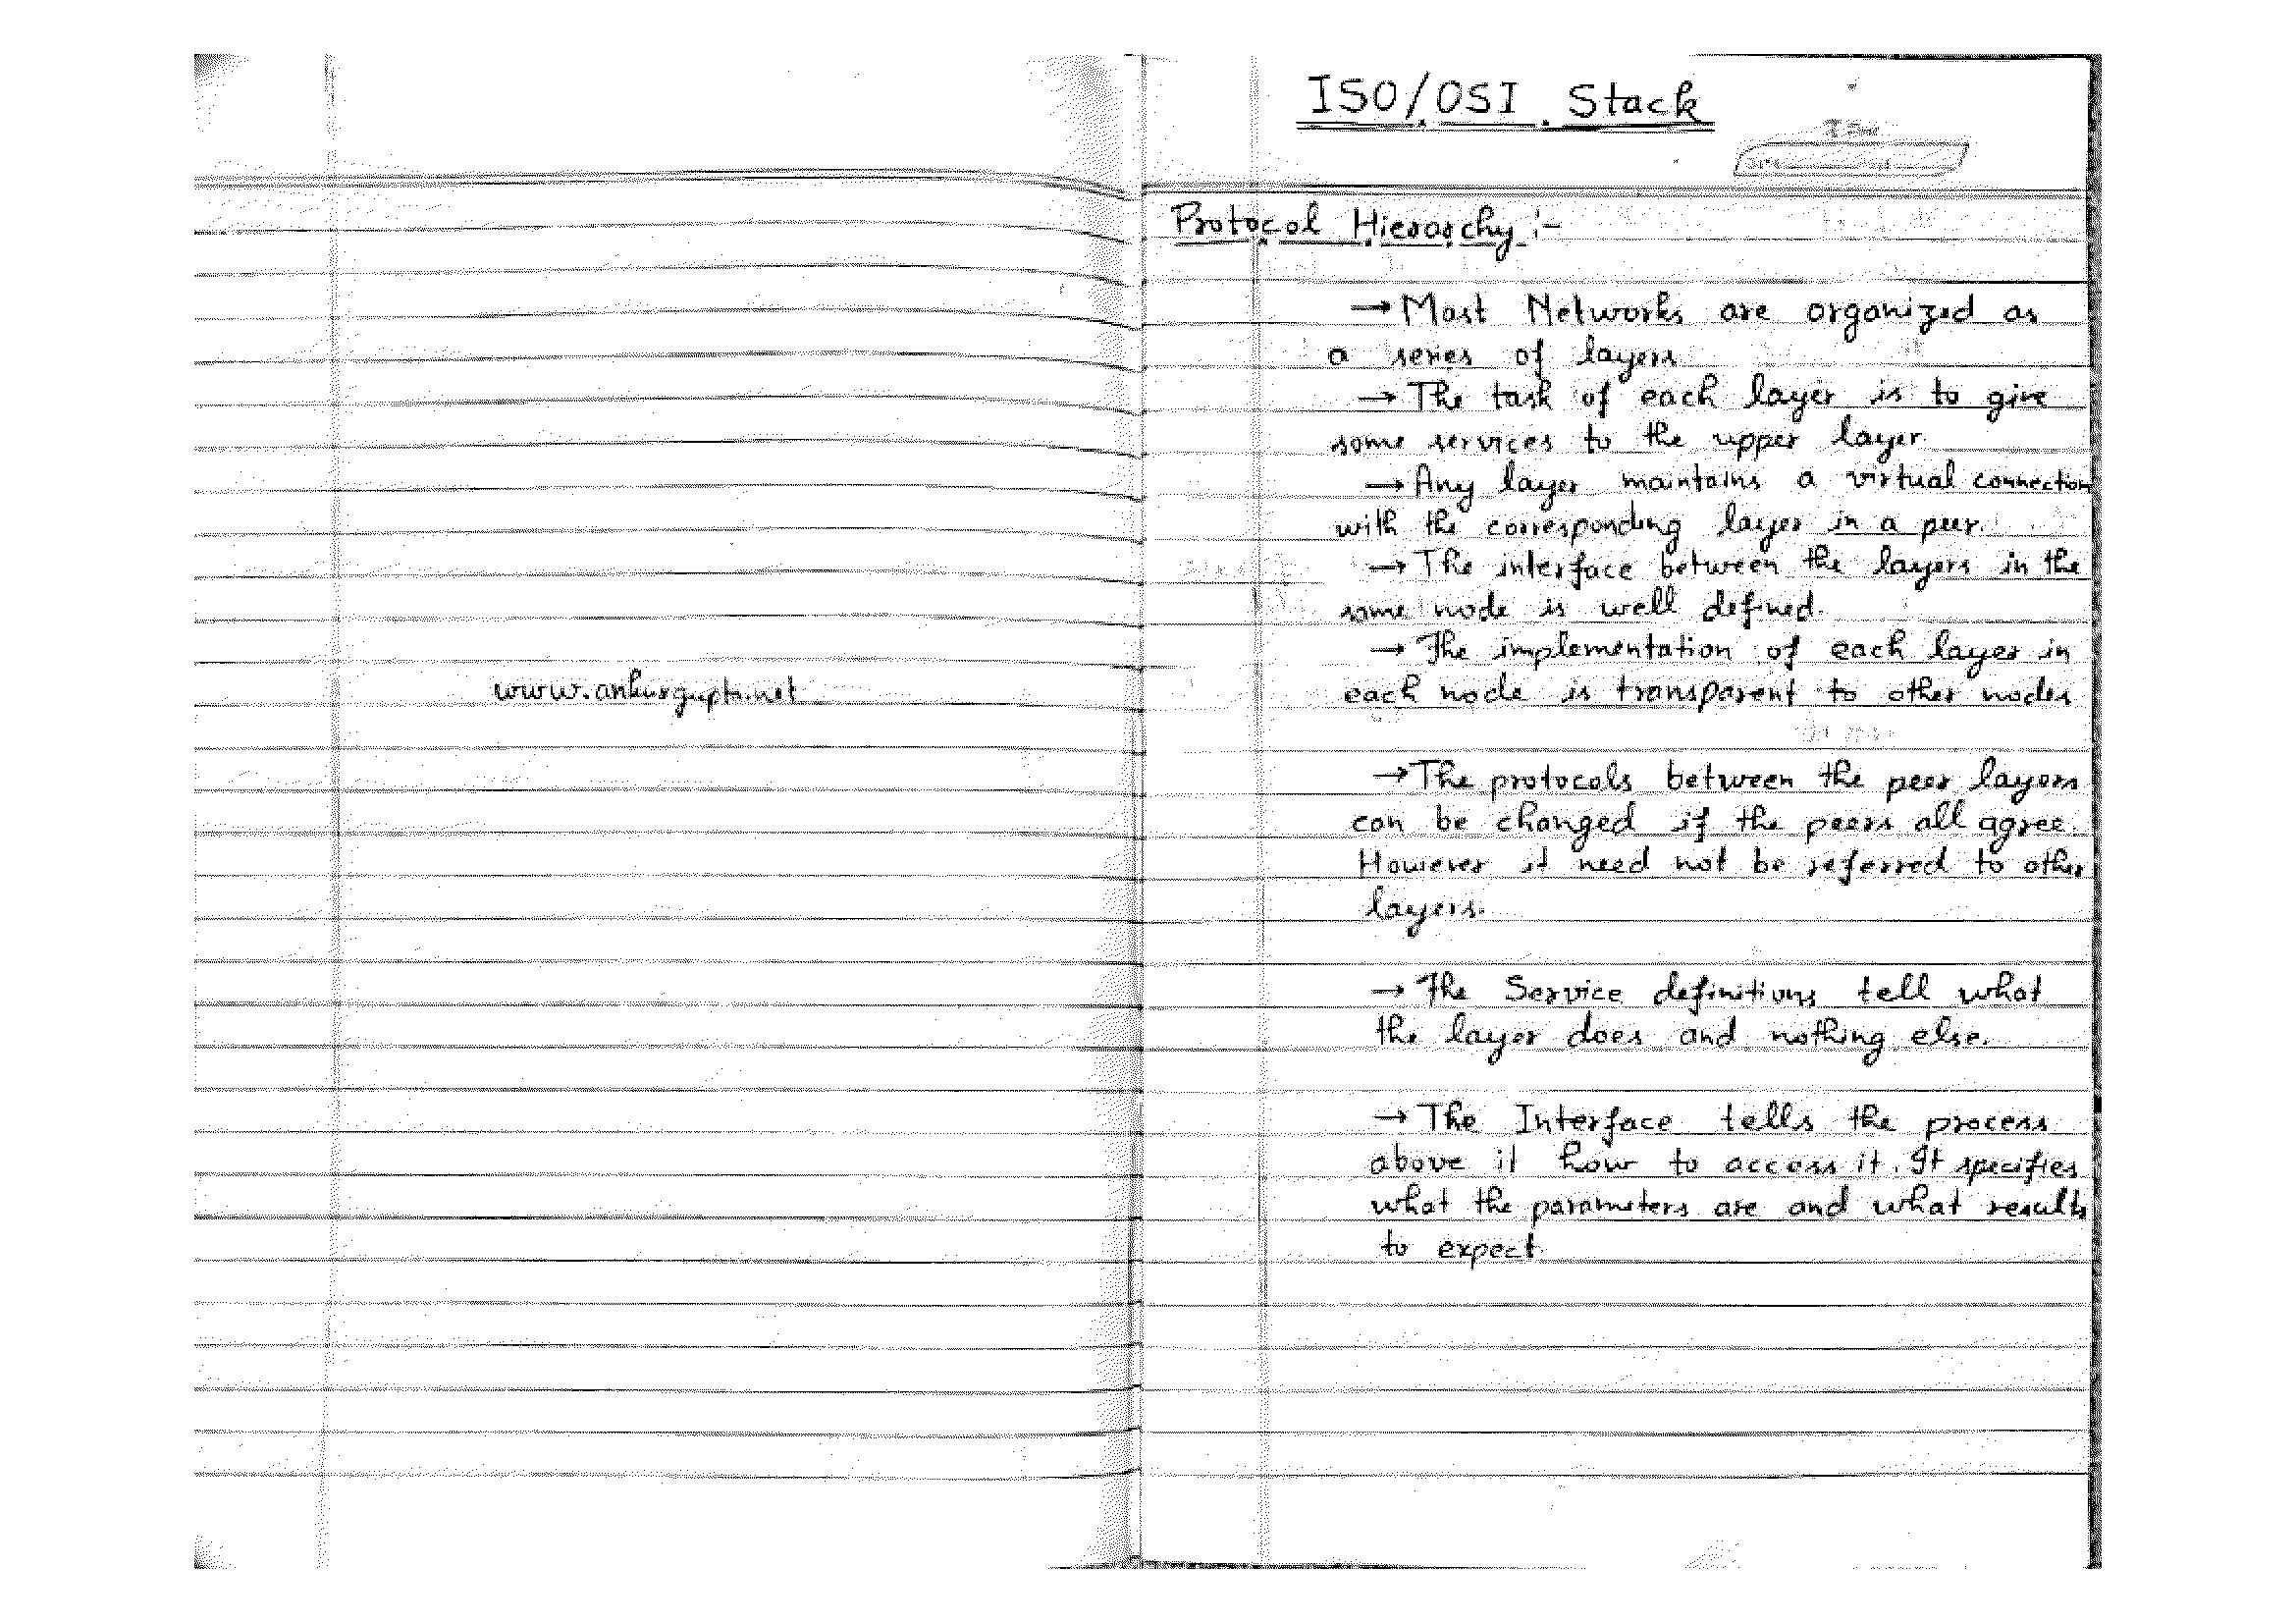 www.ankurgupta.net
ISO/OSI Stack
Protocol Hierarchy :-
→ Most Networks are organized as
a series of layers
→ The task of each layer is to give
some services to the upper layer.
→ Any layer maintains a virtual connection
with the corresponding layer in a peer.
→ The interface between the layers in the
same node is well defined.
→ The implementation of each layer in
each node is transparent to other nodes
→ The protocols between the peer layers
can be changed if the peers all agree.
However it need not be referred to other
layers.
→ The Service definitions tell what
the layer does and nothing else.
→ The Interface tells the process
above it how to access it. It specifies
what the parameters are and what results
to expect.